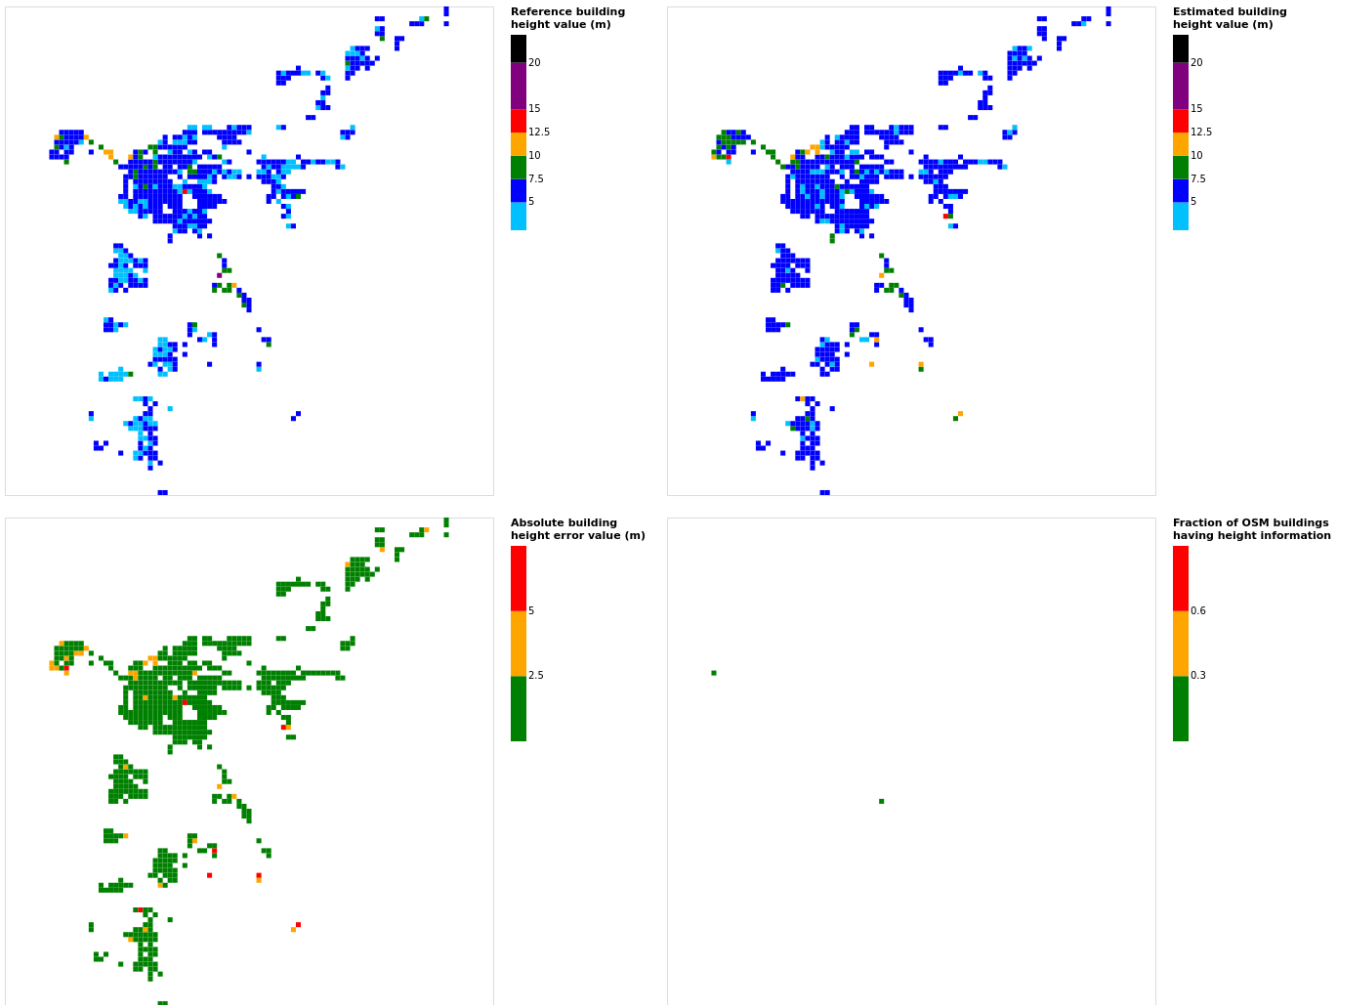 Reference building
height value (m)
20
15
12.5
10
7.5
5
Estimated building
height value (m)
20
15
12.5
10
7.5
5
Absolute building
height error value (m)
5
2.5
Fraction of OSM buildings
having height information
0.6
0.3